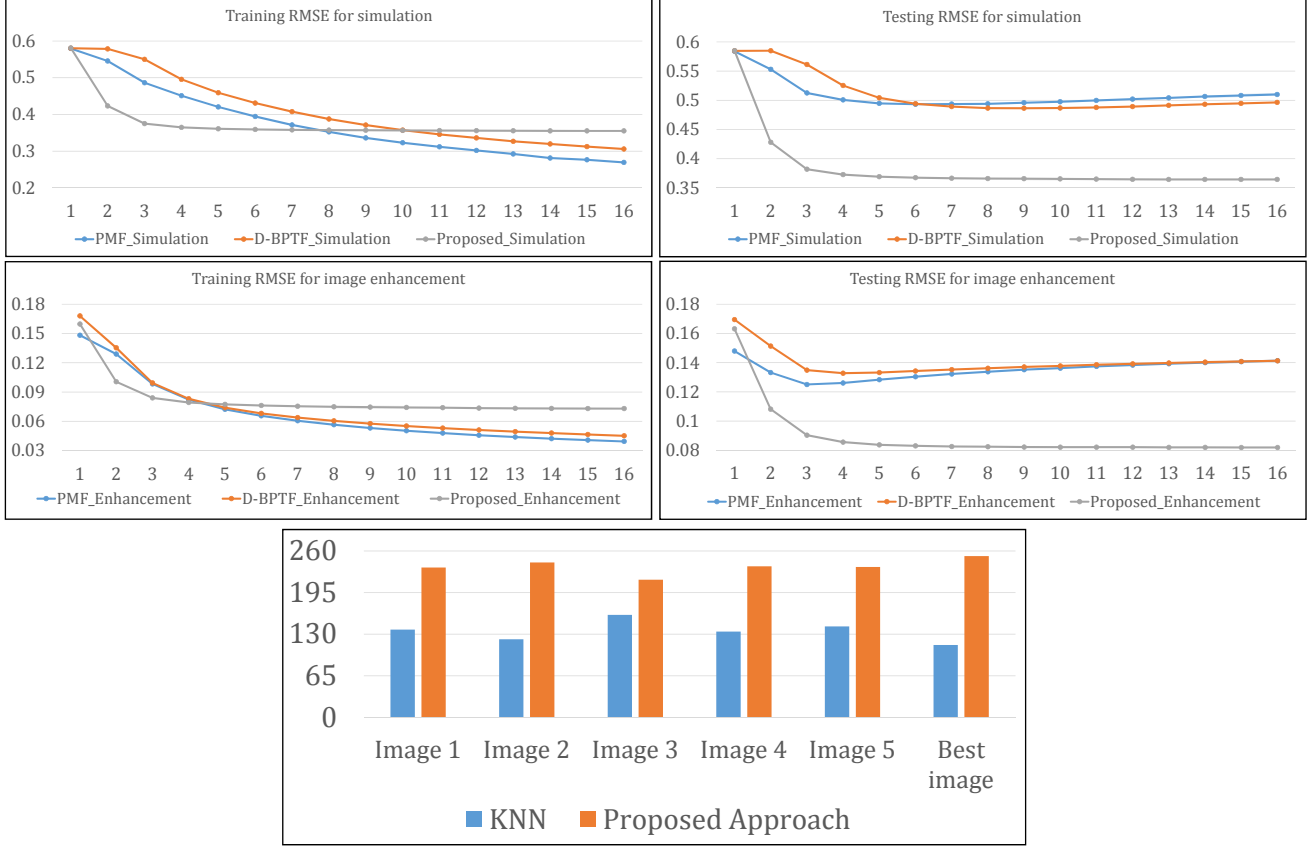 Training RMSE for simulation
0.6
0.5
0.4
0.3
0.2
1 2 3 4 5 6 7 8 9 10 11 12 13 14 15 16
PMF_Simulation D-BPTF_Simulation Proposed_Simulation
Testing RMSE for simulation
0.6
0.55
0.5
0.45
0.4
0.35
1 2 3 4 5 6 7 8 9 10 11 12 13 14 15 16
PMF_Simulation D-BPTF_Simulation Proposed_Simulation
Training RMSE for image enhancement
0.18
0.15
0.12
0.09
0.06
0.03
1 2 3 4 5 6 7 8 9 10 11 12 13 14 15 16
PMF_Enhancement D-BPTF_Enhancement Proposed_Enhancement
Testing RMSE for image enhancement
0.18
0.16
0.14
0.12
0.1
0.08
1 2 3 4 5 6 7 8 9 10 11 12 13 14 15 16
PMF_Enhancement D-BPTF_Enhancement Proposed_Enhancement
260
195
130
65
0
Image 1 Image 2 Image 3 Image 4 Image 5 Best
image
KNN Proposed Approach